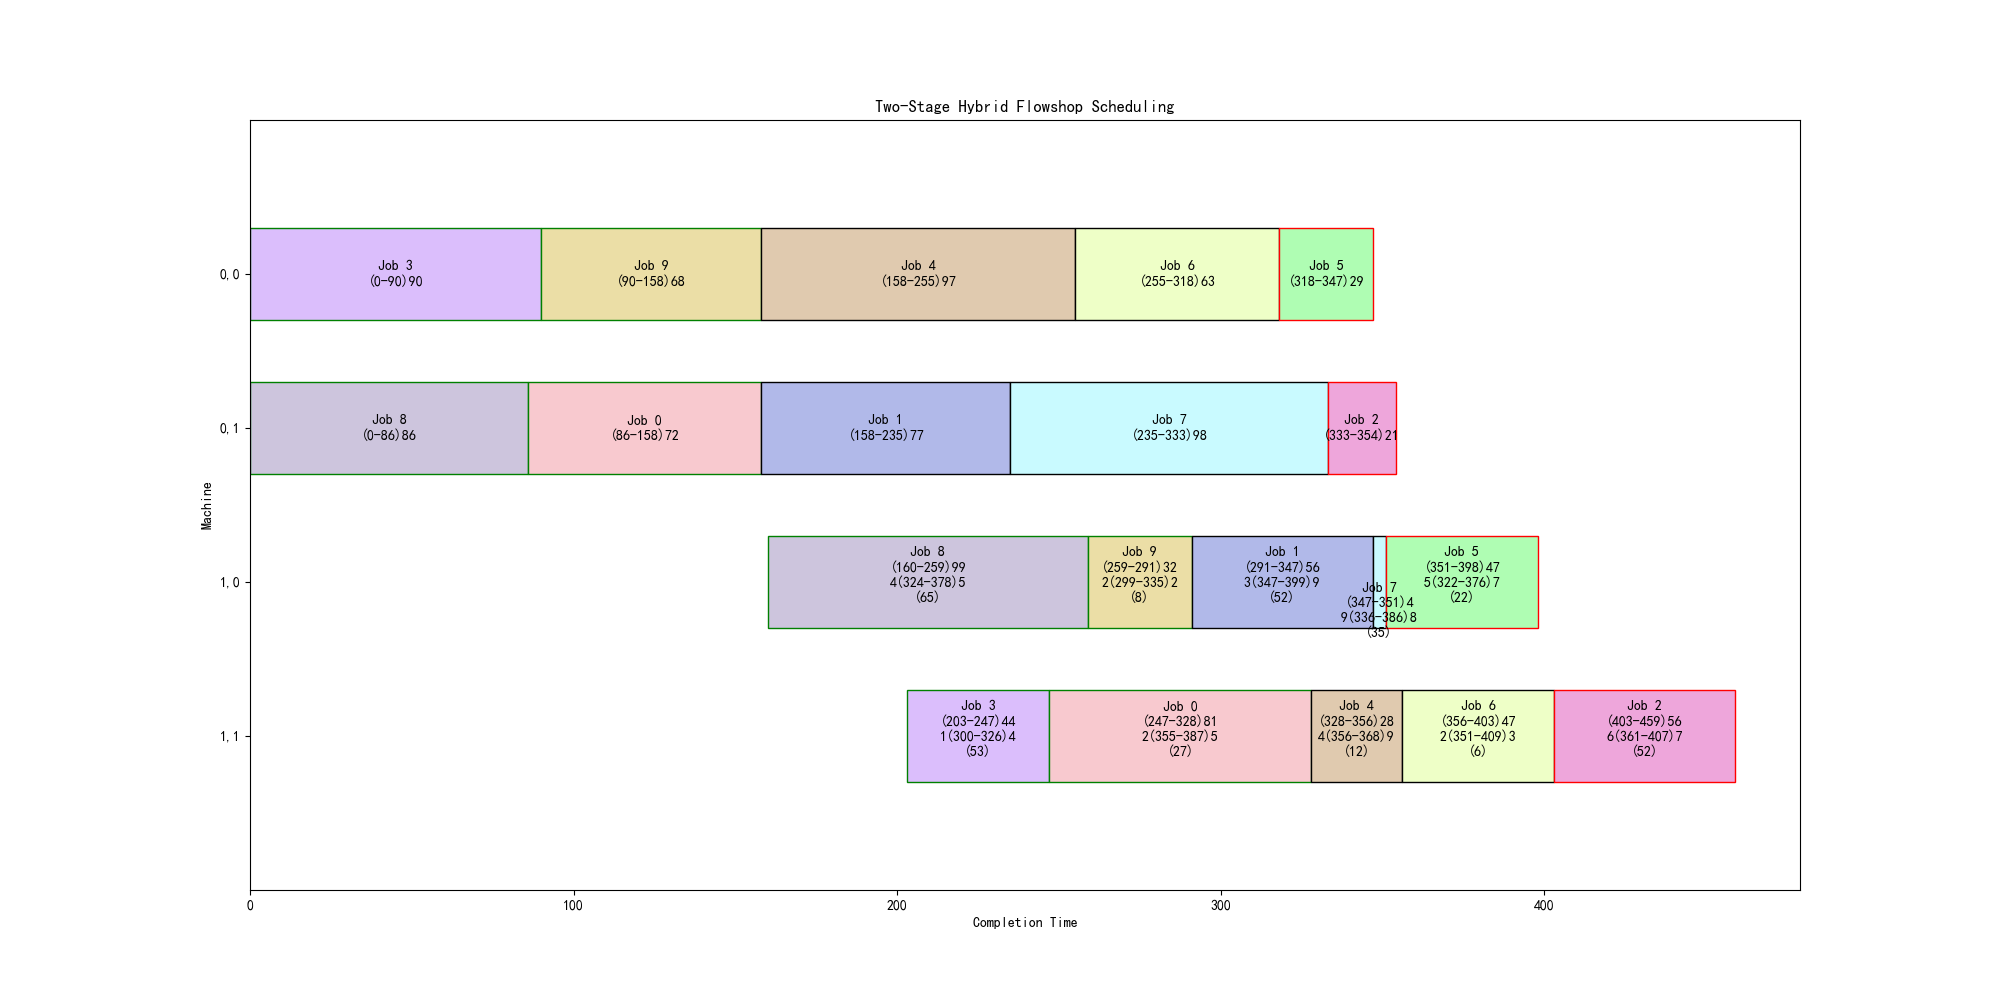 Two-Stage Hybrid Flowshop Scheduling
Machine
0,0
Job 3
(0-90)90
Job 9
(90-158)68
Job 4
(158-255)97
Job 6
(255-318)63
Job 5
(318-347)29
0,1
Job 8
(0-86)86
Job 0
(86-158)72
Job 1
(158-235)77
Job 7
(235-333)98
Job 2
(333-354)21
1,0
Job 8
(160-259)99
4(324-378)5
(65)
Job 9
(259-291)32
2(299-335)2
(8)
Job 1
(291-347)56
3(347-399)9
(52)
Job 7
(347-351)4
9(336-386)8
(35)
Job 5
(351-398)47
5(322-376)7
(22)
1,1
Job 3
(203-247)44
1(300-326)4
(53)
Job 0
(247-328)81
2(355-387)5
(27)
Job 4
(328-356)28
4(356-368)9
(12)
Job 6
(356-403)47
2(351-409)3
(6)
Job 2
(403-459)56
6(361-407)7
(52)
0
100
200
300
400
Completion Time